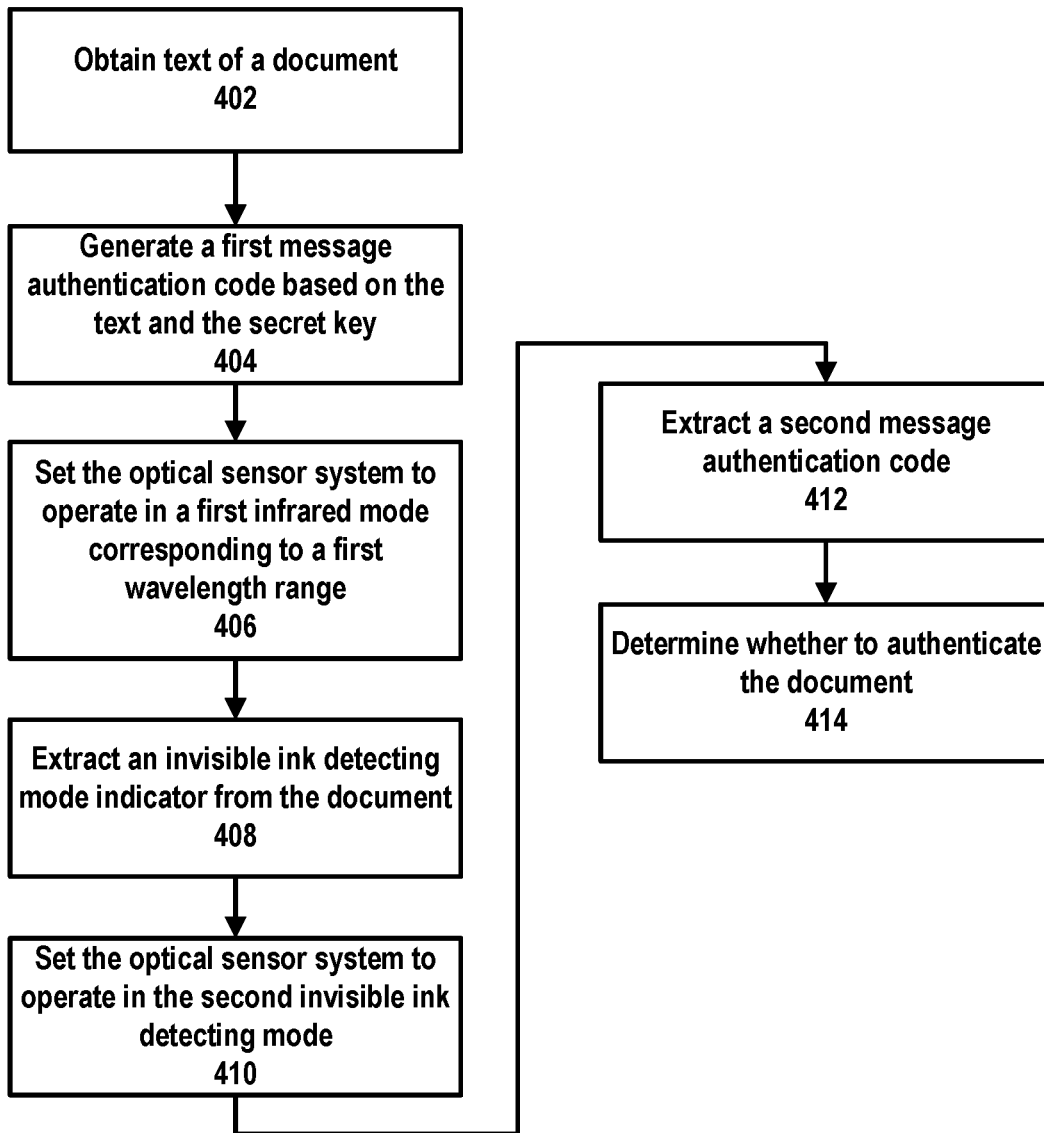 Obtain text of a document
402
Generate a first message
authentication code based on the
text and the secret key
404
Set the optical sensor system to
operate in a first infrared mode
corresponding to a first
wavelength range
406
Extract an invisible ink detecting
mode indicator from the document
408
Set the optical sensor system to
operate in the second invisible ink
detecting mode
410
Extract a second message
authentication code
412
Determine whether to authenticate
the document
414